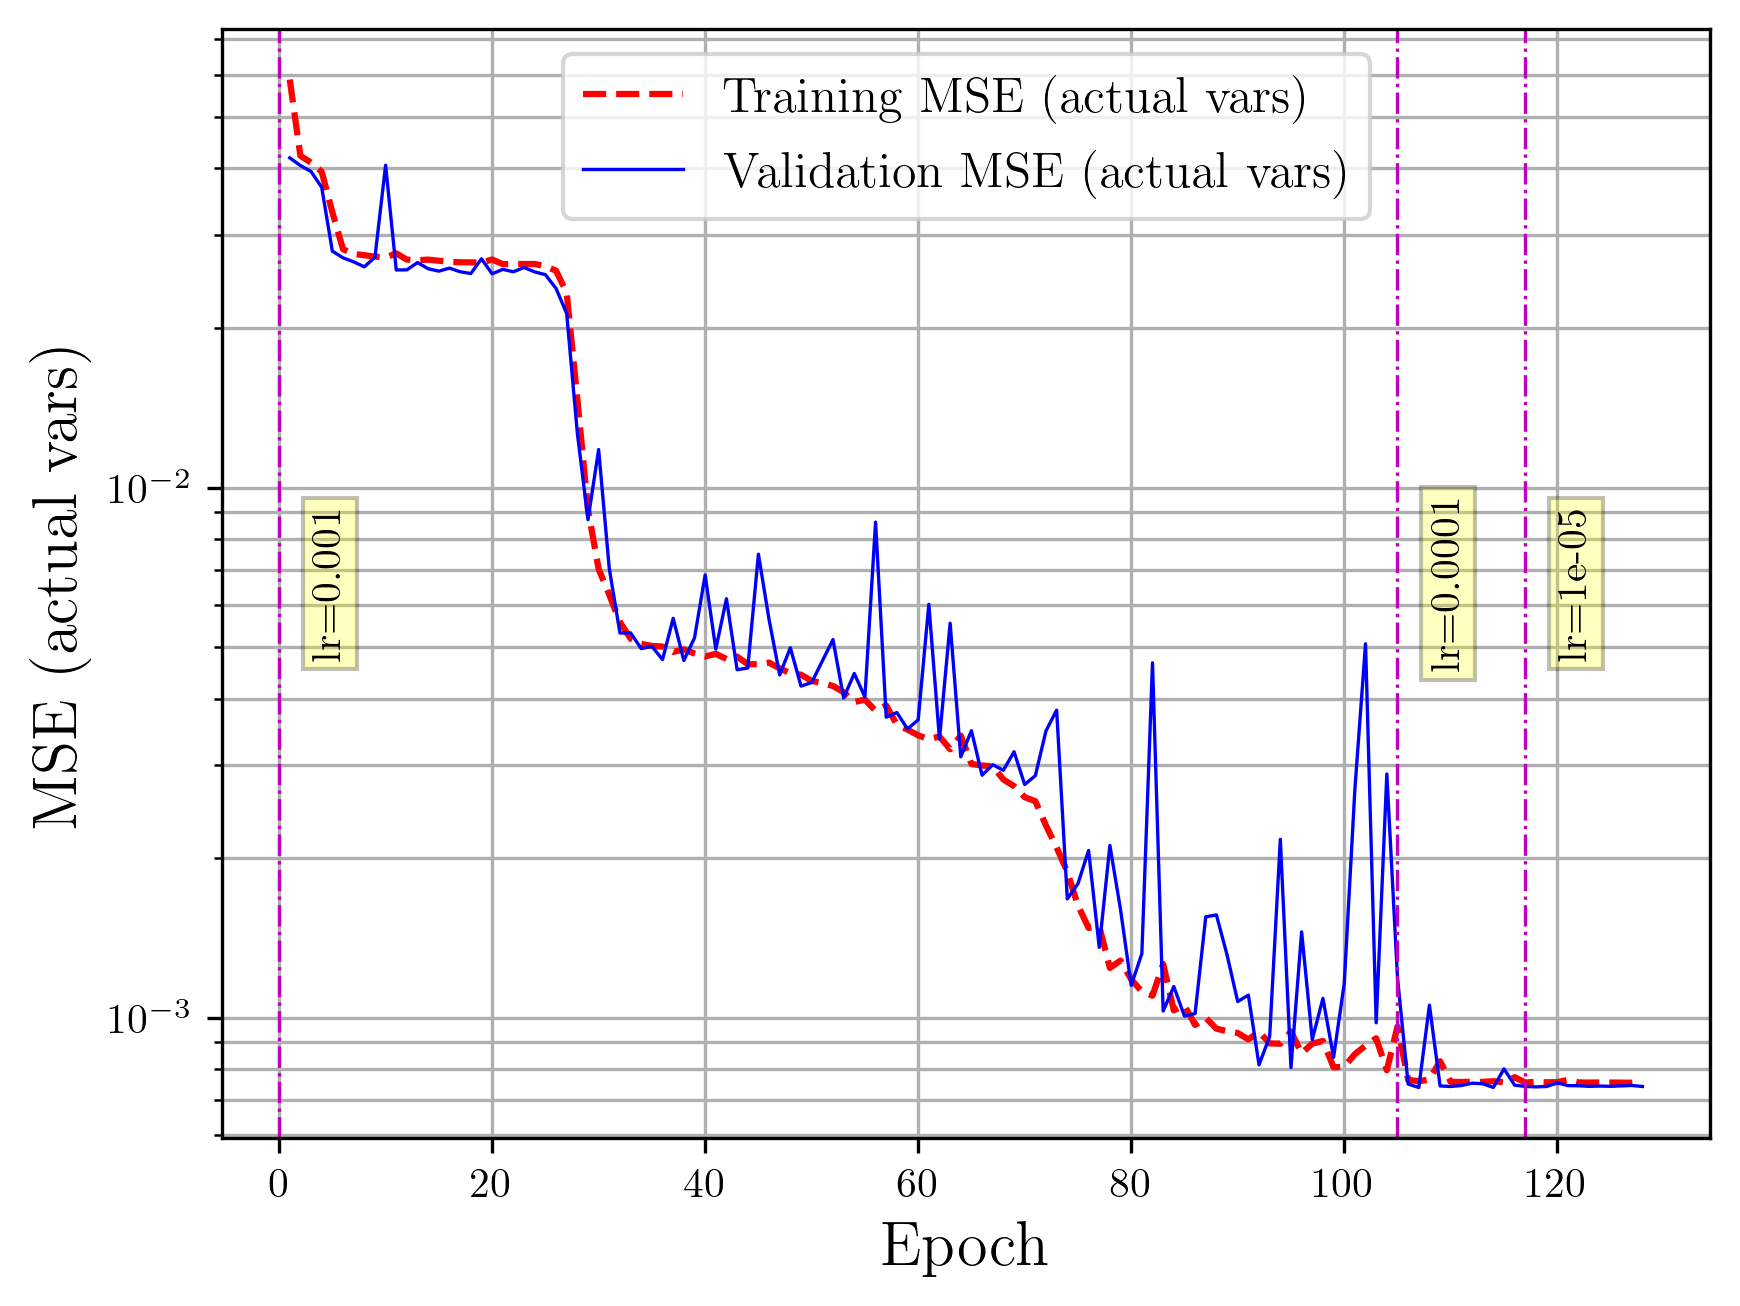 Training MSE (actual vars)
Validation MSE (actual vars)
MSE (actual vars)
10⁻²
10⁻³
lr=0.001
lr=0.0001
lr=1e-05
0 20 40 60 80 100 120
Epoch